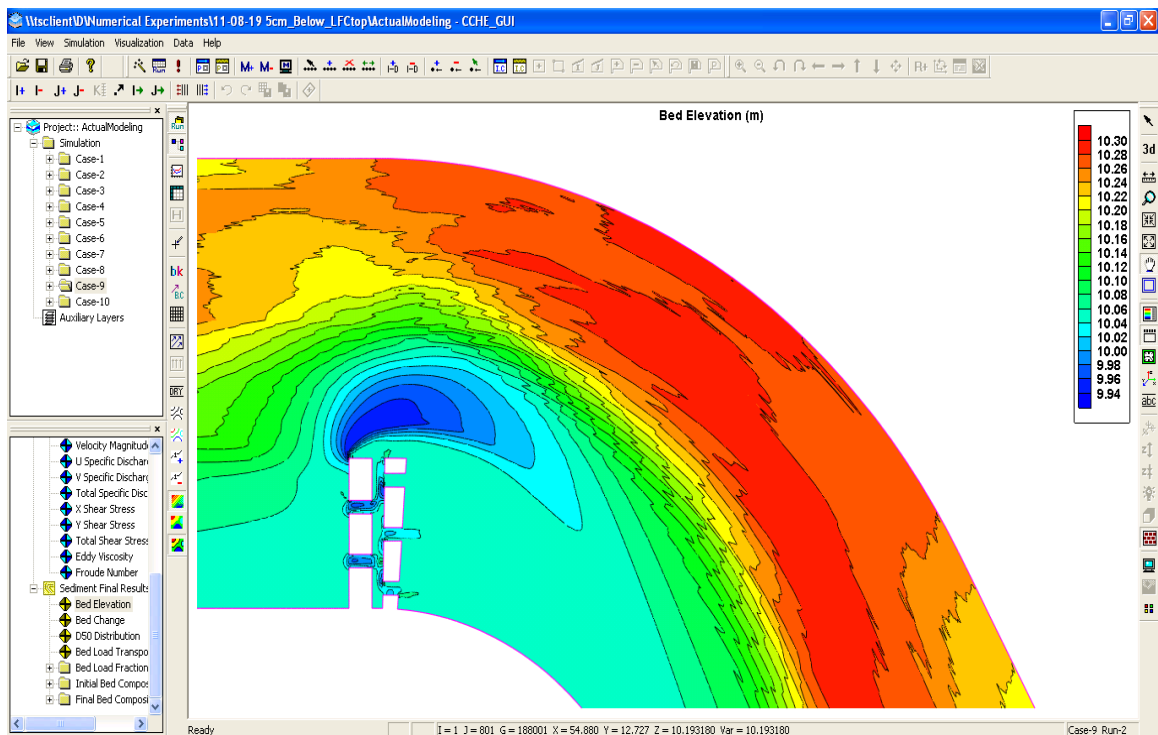 \\tsclient\D\Numerical Experiments\11-08-19 5cm_Below_LFCtop\ActualModeling - CCHE_GUI
File View Simulation Visualization Data Help
M+ M- I-D I-D I.C R+
I+ I- J+ J- K‡ I→ J→
Project:: ActualModeling
Simulation
Case-1
Case-2
Case-3
Case-4
Case-5
Case-6
Case-7
Case-8
Case-9
Case-10
Auxiliary Layers
Run
bk
B.C
DRY
Velocity Magnitud
U Specific Dischar
V Specific Discharg
Total Specific Disc
X Shear Stress
Y Shear Stress
Total Shear Stress
Eddy Viscosity
Froude Number
Sediment Final Results
Bed Elevation
Bed Change
D50 Distribution
Bed Load Transpo
Bed Load Fraction
Initial Bed Compos
Final Bed Composi
Bed Elevation (m)
10.30
10.28
10.26
10.24
10.22
10.20
10.18
10.16
10.14
10.12
10.10
10.08
10.06
10.04
10.02
10.00
9.98
9.96
9.94
3d
abc
Ready
I = 1 J = 801 G = 188001 X = 54.880 Y = 12.727 Z = 10.193180 Var = 10.193180
Case-9 Run-2